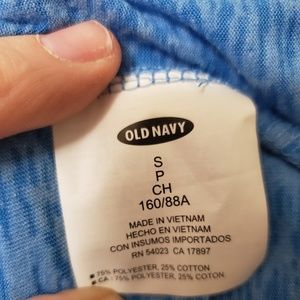 OLD NAVY
S
P
CH
160/88A
MADE IN VIETNAM
HECHO EN VIETNAM
CON INSUMOS IMPORTADOS
RN 54023 CA 17897
75% POLYESTER, 25% COTTON
CA : 75% POLYESTER, 25% COTON